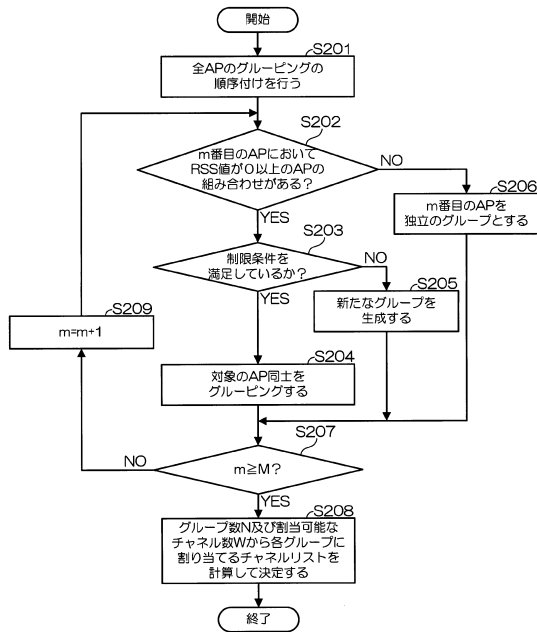 開始
S201
全APのグルーピングの
順序付けを行う
S202
m番目のAPにおいて
RSS値が0以上のAPの
組み合わせがある?
NO
YES
S206
m番目のAPを
独立のグループとする
S203
制限条件を
満足しているか?
NO
YES
S205
新たなグループを
生成する
S209
m=m+1
S204
対象のAP同士を
グルーピングする
S207
m≧M?
NO
YES
S208
グループ数N及び割当可能な
チャネル数Wから各グループに
割り当てるチャネルリストを
計算して決定する
終了